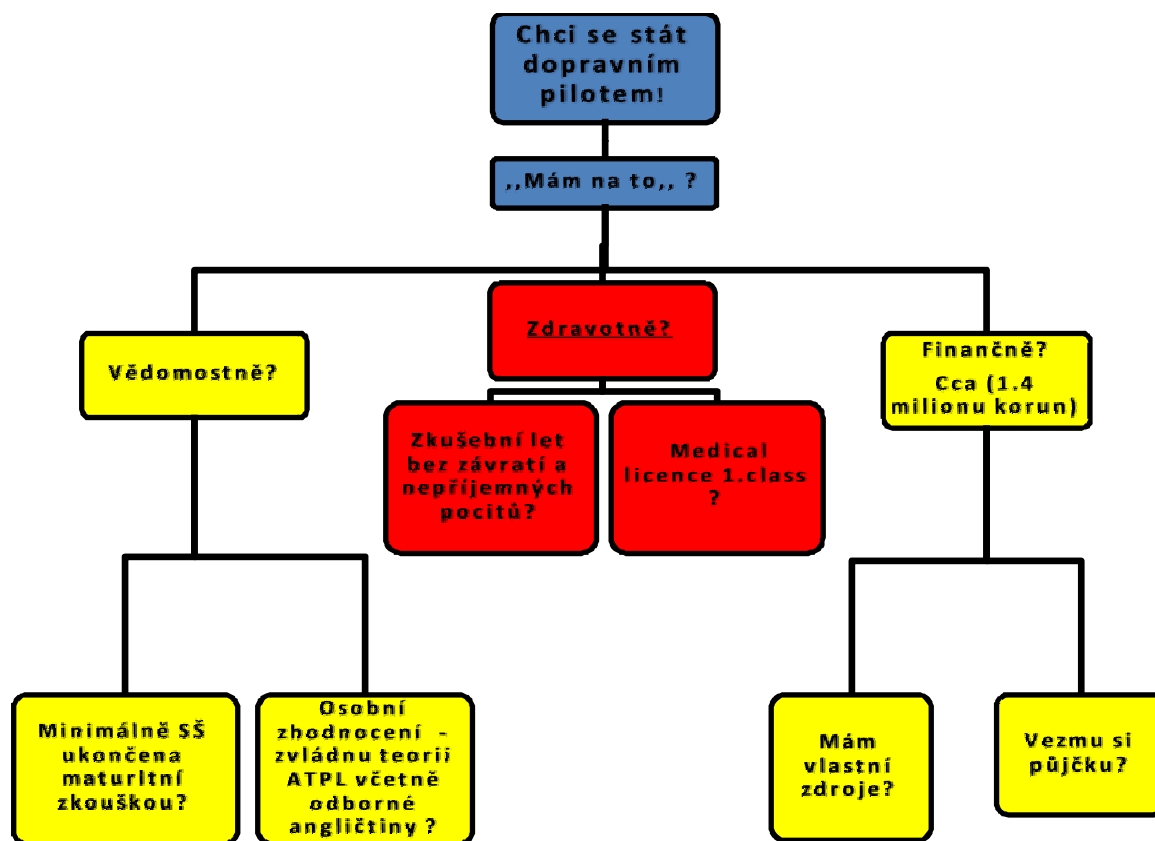 Chci se stát
dopravním
pilotem!
,,Mám na to,, ?
Zdravotně?
Vědomostně?
Finančně?
Cca (1.4
milionu korun)
Zkušební let
bez závratí a
nepříjemných
pocitů?
Medical
licence 1.class
?
Minimálně SŠ
ukončena
maturitní
zkouškou?
Osobní
zhodnocení -
zvládnu teorii
ATPL včetně
odborné
angličtiny ?
Mám
vlastní
zdroje?
Vezmu si
půjčku?